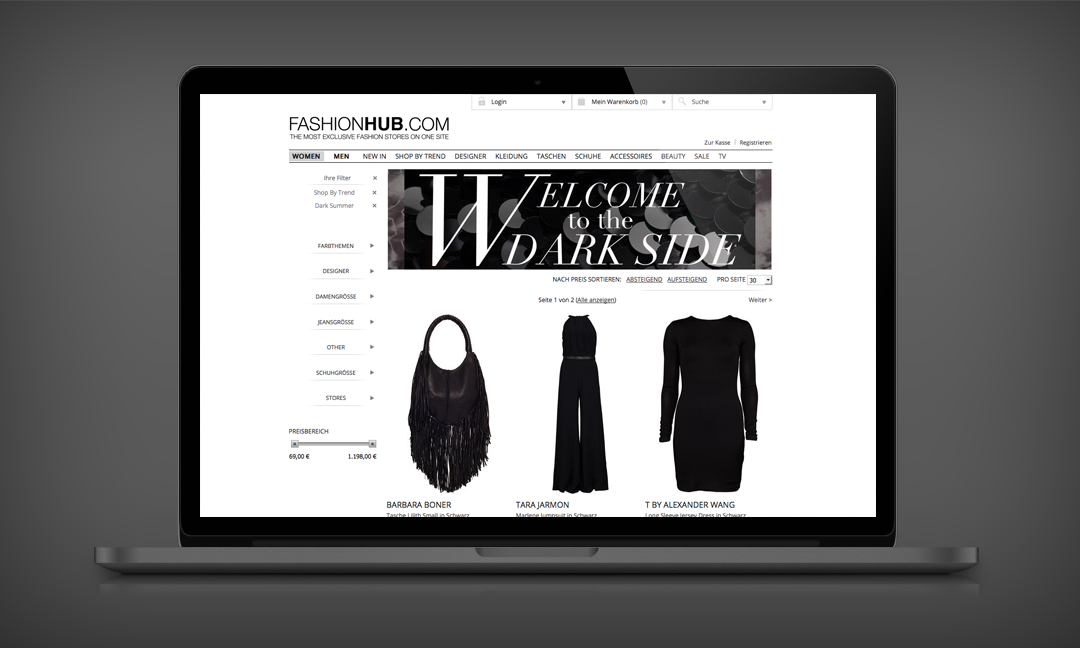 Login
Mein Warenkorb (0)
Suche
FASHIONHUB.COM
THE MOST EXCLUSIVE FASHION STORES ON ONE SITE
Zur Kasse | Registrieren
WOMEN MEN NEW IN SHOP BY TREND DESIGNER KLEIDUNG TASCHEN SCHUHE ACCESSOIRES BEAUTY SALE TV
Ihre Filter ×
Shop By Trend ×
Dark Summer ×
FARBTHEMEN
DESIGNER
DAMENGRÖSSE
JEANSGRÖSSE
OTHER
SCHUHGRÖSSE
STORES
PREISBEREICH
69,00 € 1.198,00 €
WELCOME
to the
DARK SIDE
NACH PREIS SORTIEREN: ABSTEIGEND AUFSTEIGEND PRO SEITE 30
Seite 1 von 2 (Alle anzeigen) Weiter >
BARBARA BONER
Tasche Lilith Small in Schwarz
TARA JARMON
Marlene Jumpsuit in Schwarz
T BY ALEXANDER WANG
Long Sleeve Jersey Dress in Schwarz